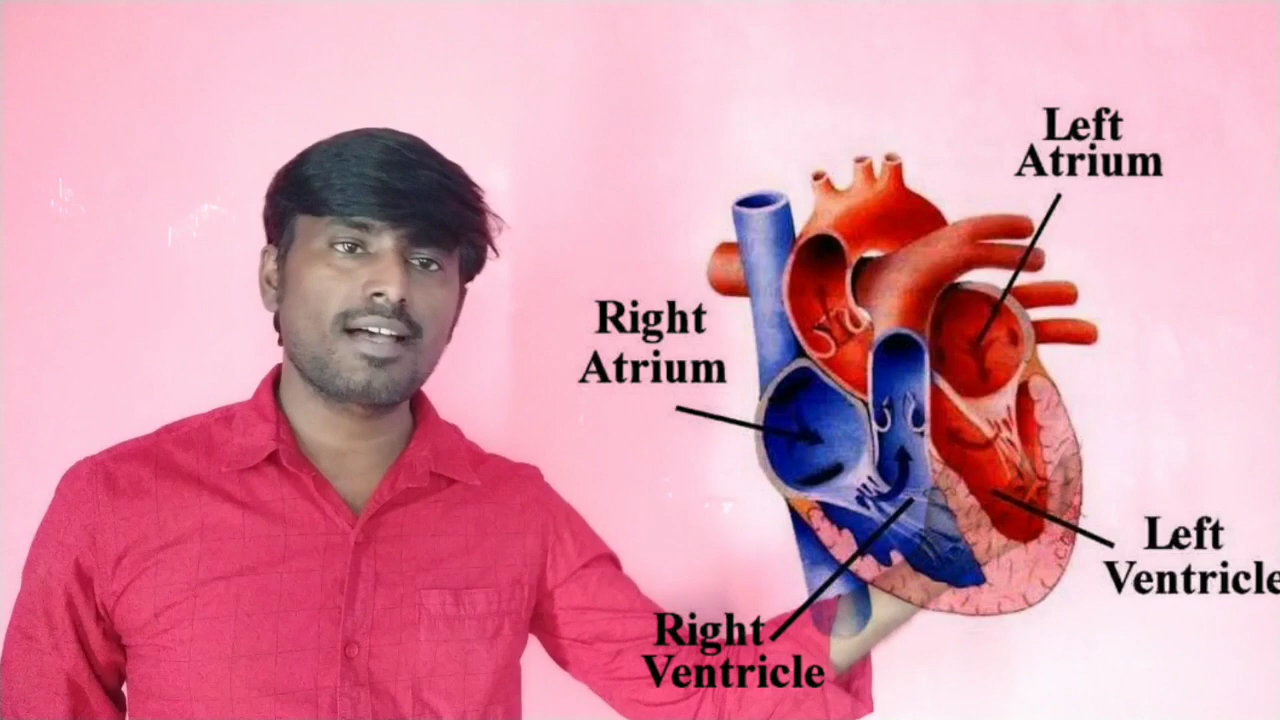 Left
Atrium
Right
Atrium
Left
Ventricle
Right
Ventricle